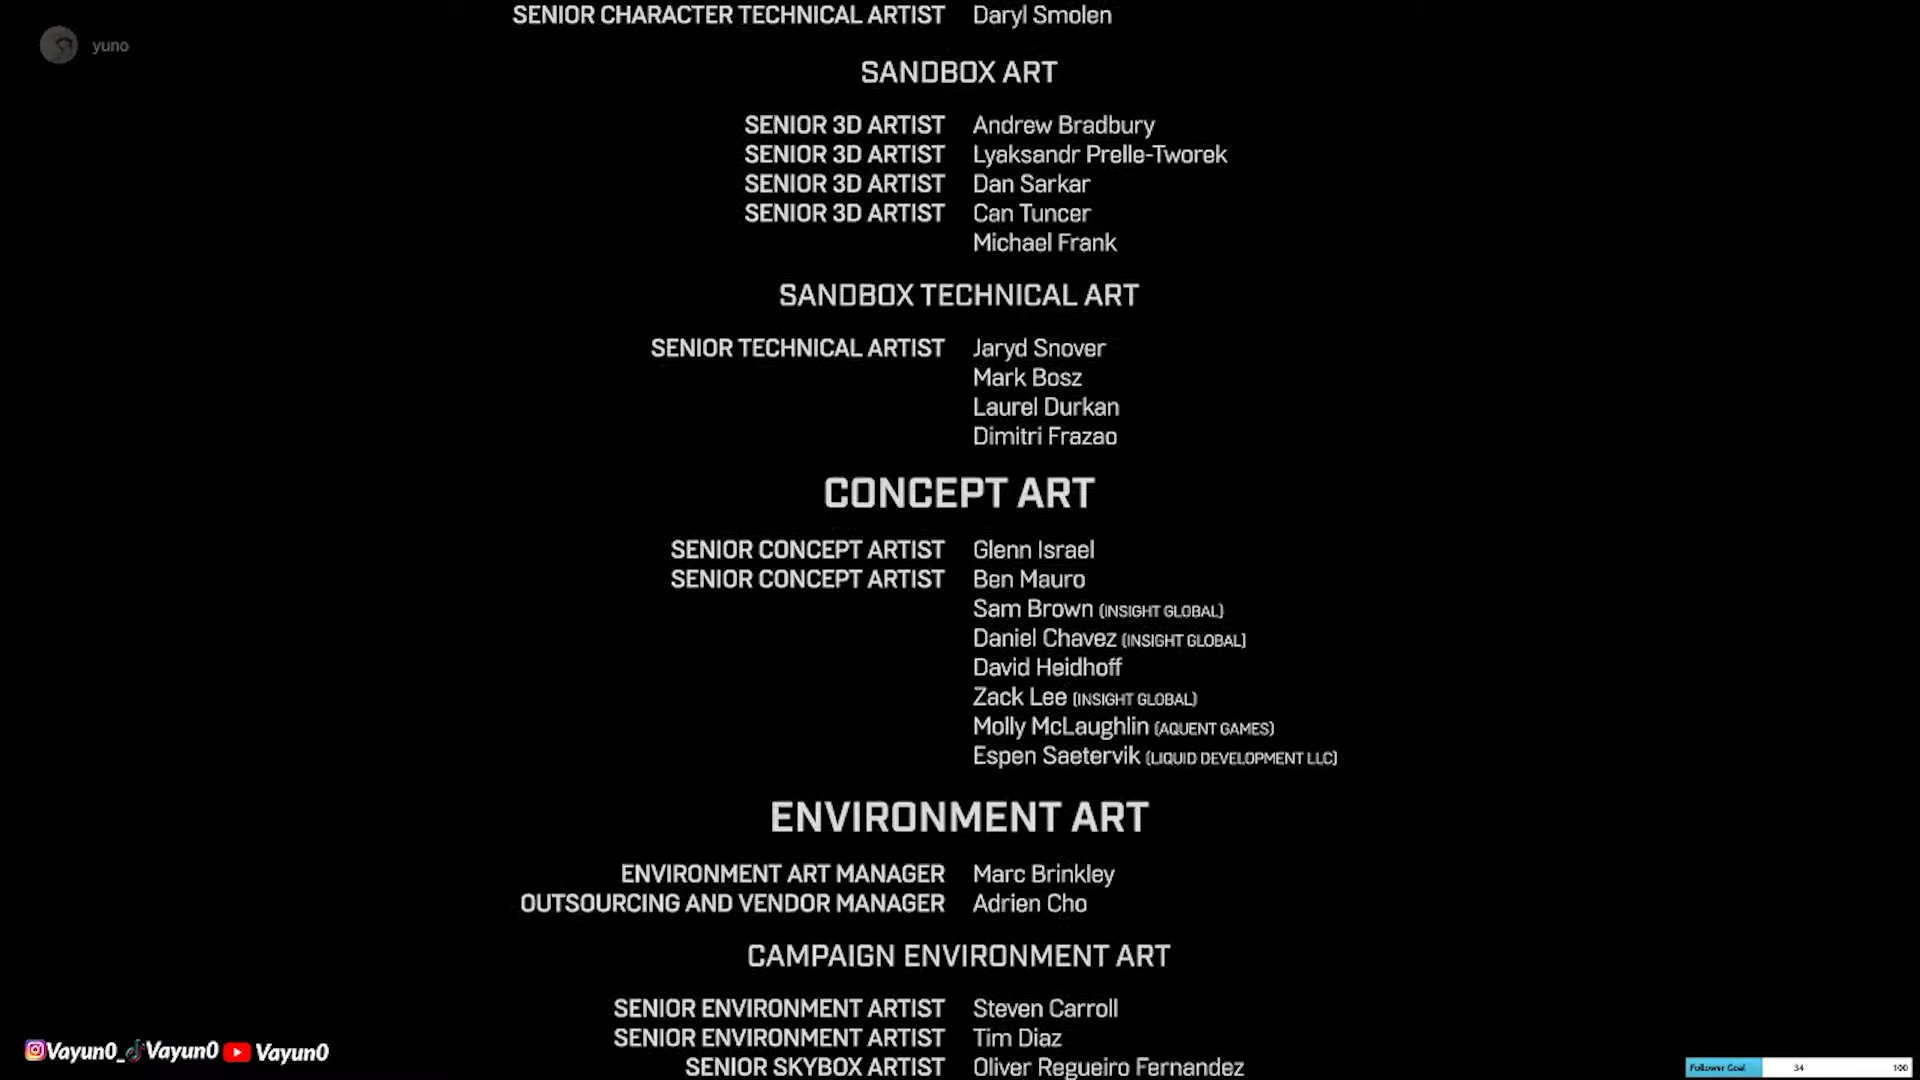 SENIOR CHARACTER TECHNICAL ARTIST Daryl Smolen
yuno
SANDBOX ART
SENIOR 3D ARTIST Andrew Bradbury
SENIOR 3D ARTIST Lyaksandr Prelle-Tworek
SENIOR 3D ARTIST Dan Sarkar
SENIOR 3D ARTIST Can Tuncer
Michael Frank
SANDBOX TECHNICAL ART
SENIOR TECHNICAL ARTIST Jaryd Snover
Mark Bosz
Laurel Durkan
Dimitri Frazao
CONCEPT ART
SENIOR CONCEPT ARTIST Glenn Israel
SENIOR CONCEPT ARTIST Ben Mauro
Sam Brown (INSIGHT GLOBAL)
Daniel Chavez (INSIGHT GLOBAL)
David Heidhoff
Zack Lee (INSIGHT GLOBAL)
Molly McLaughlin (AQUENT GAMES)
Espen Saetervik (LIQUID DEVELOPMENT LLC)
ENVIRONMENT ART
ENVIRONMENT ART MANAGER Marc Brinkley
OUTSOURCING AND VENDOR MANAGER Adrien Cho
CAMPAIGN ENVIRONMENT ART
SENIOR ENVIRONMENT ARTIST Steven Carroll
SENIOR ENVIRONMENT ARTIST Tim Diaz
SENIOR SKYBOX ARTIST Oliver Regueiro Fernandez
Vayun0_ Vayun0 Vayun0
Follower Goal 34 100